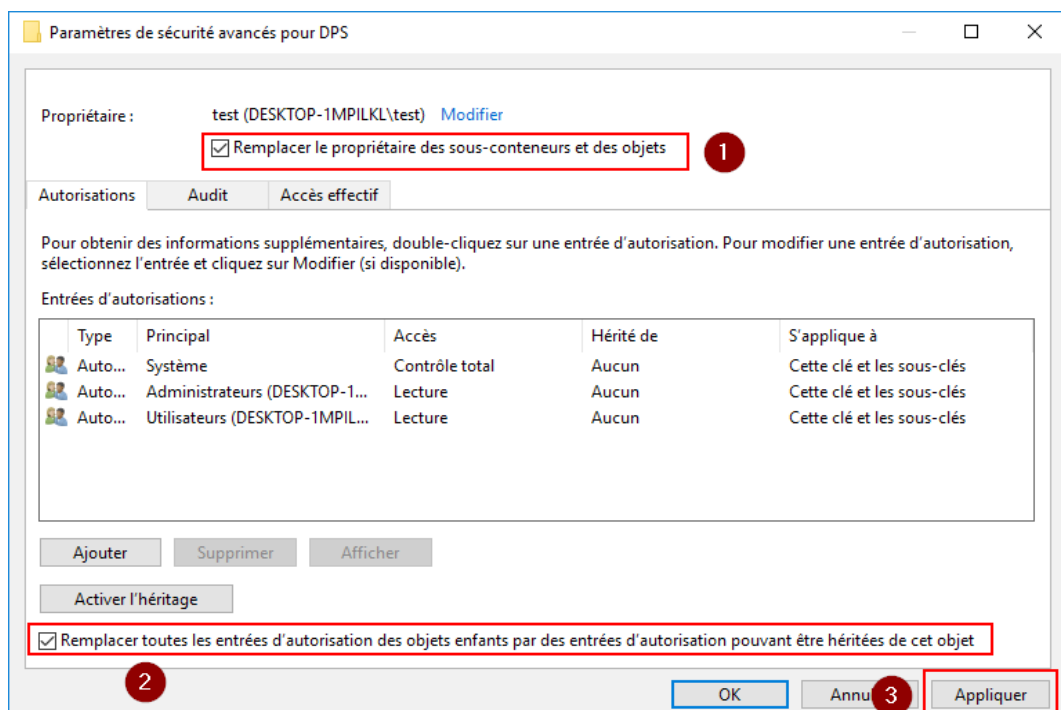 Paramètres de sécurité avancés pour DPS
Propriétaire : test (DESKTOP-1MPILKL\test) Modifier
Remplacer le propriétaire des sous-conteneurs et des objets 1
Autorisations Audit Accès effectif
Pour obtenir des informations supplémentaires, double-cliquez sur une entrée d'autorisation. Pour modifier une entrée d'autorisation,
sélectionnez l'entrée et cliquez sur Modifier (si disponible).
Entrées d'autorisations :
Type Principal Accès Hérité de S'applique à
Auto... Système Contrôle total Aucun Cette clé et les sous-clés
Auto... Administrateurs (DESKTOP-1... Lecture Aucun Cette clé et les sous-clés
Auto... Utilisateurs (DESKTOP-1MPIL... Lecture Aucun Cette clé et les sous-clés
Ajouter Supprimer Afficher
Activer l'héritage
Remplacer toutes les entrées d'autorisation des objets enfants par des entrées d'autorisation pouvant être héritées de cet objet
2
OK Annul 3 Appliquer